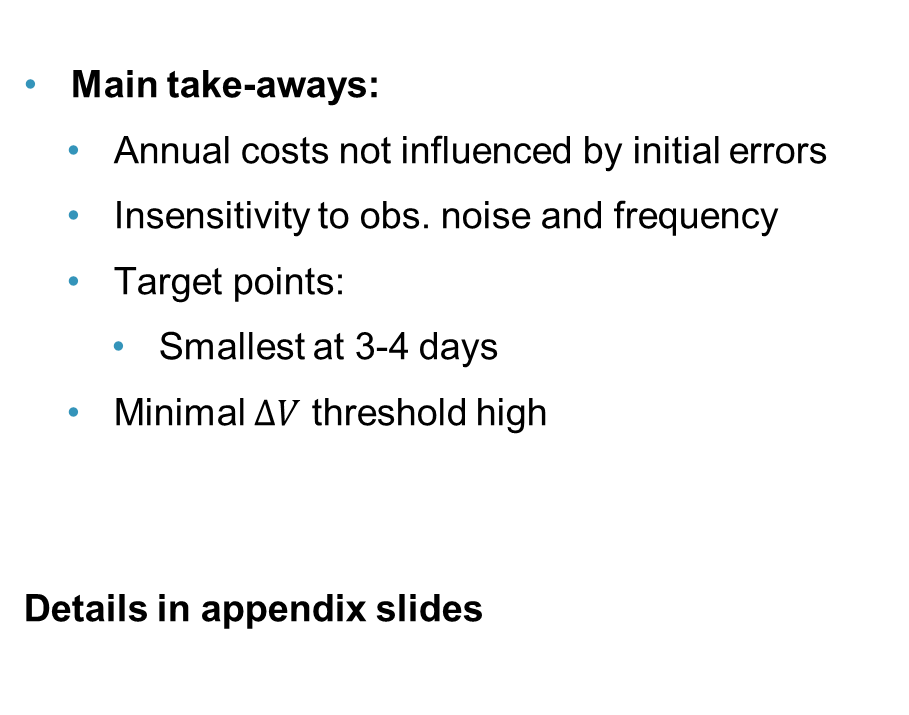 • Main take-aways:
• Annual costs not influenced by initial errors
• Insensitivity to obs. noise and frequency
• Target points:
• Smallest at 3-4 days
• Minimal Δ𝑉 threshold high
Details in appendix slides